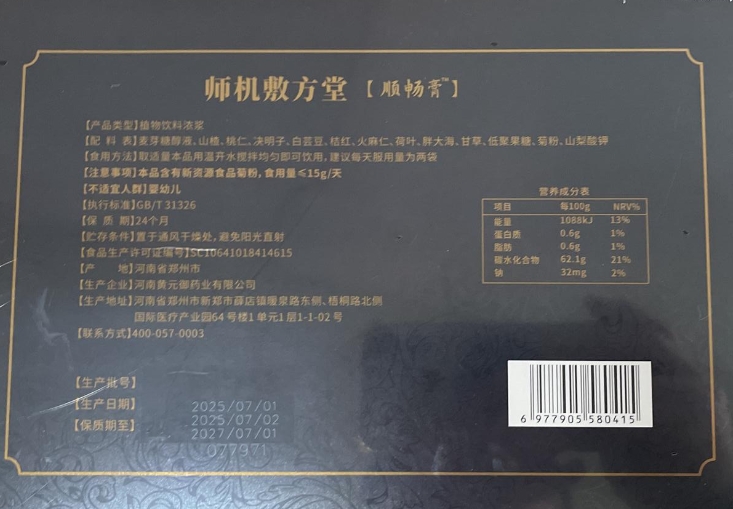 师机敷方堂【顺畅膏™】
【产品类型】植物饮料浓浆
【配 料 表】麦芽糖醇液、山楂、桃仁、决明子、白芸豆、桔红、火麻仁、荷叶、胖大海、甘草、低聚果糖、菊粉、山梨酸钾
【食用方法】取适量本品用温开水搅拌均匀即可饮用，建议每天服用量为两袋
【注意事项】本品含有新资源食品菊粉，食用量≤15g/天
【不适宜人群】婴幼儿
【执行标准】GB/T 31326
【保 质 期】24个月
【贮存条件】置于通风干燥处，避免阳光直射
【食品生产许可证编号】SC10641018414615
【产 地】河南省郑州市
【生产企业】河南黄元御药业有限公司
【生产地址】河南省郑州市新郑市薛店镇暖泉路东侧、梧桐路北侧
国际医疗产业园64号楼1单元1层1-1-02号
【联系方式】400-057-0003
营养成分表
项目 每100g NRV%
能量 1088kJ 13%
蛋白质 0.6g 1%
脂肪 0.6g 1%
碳水化合物 62.1g 21%
钠 32mg 2%
【生产批号】
【生产日期】 2025/07/01
2025/07/02
【保质期至】 2027/07/01
077971
6 977905 580415